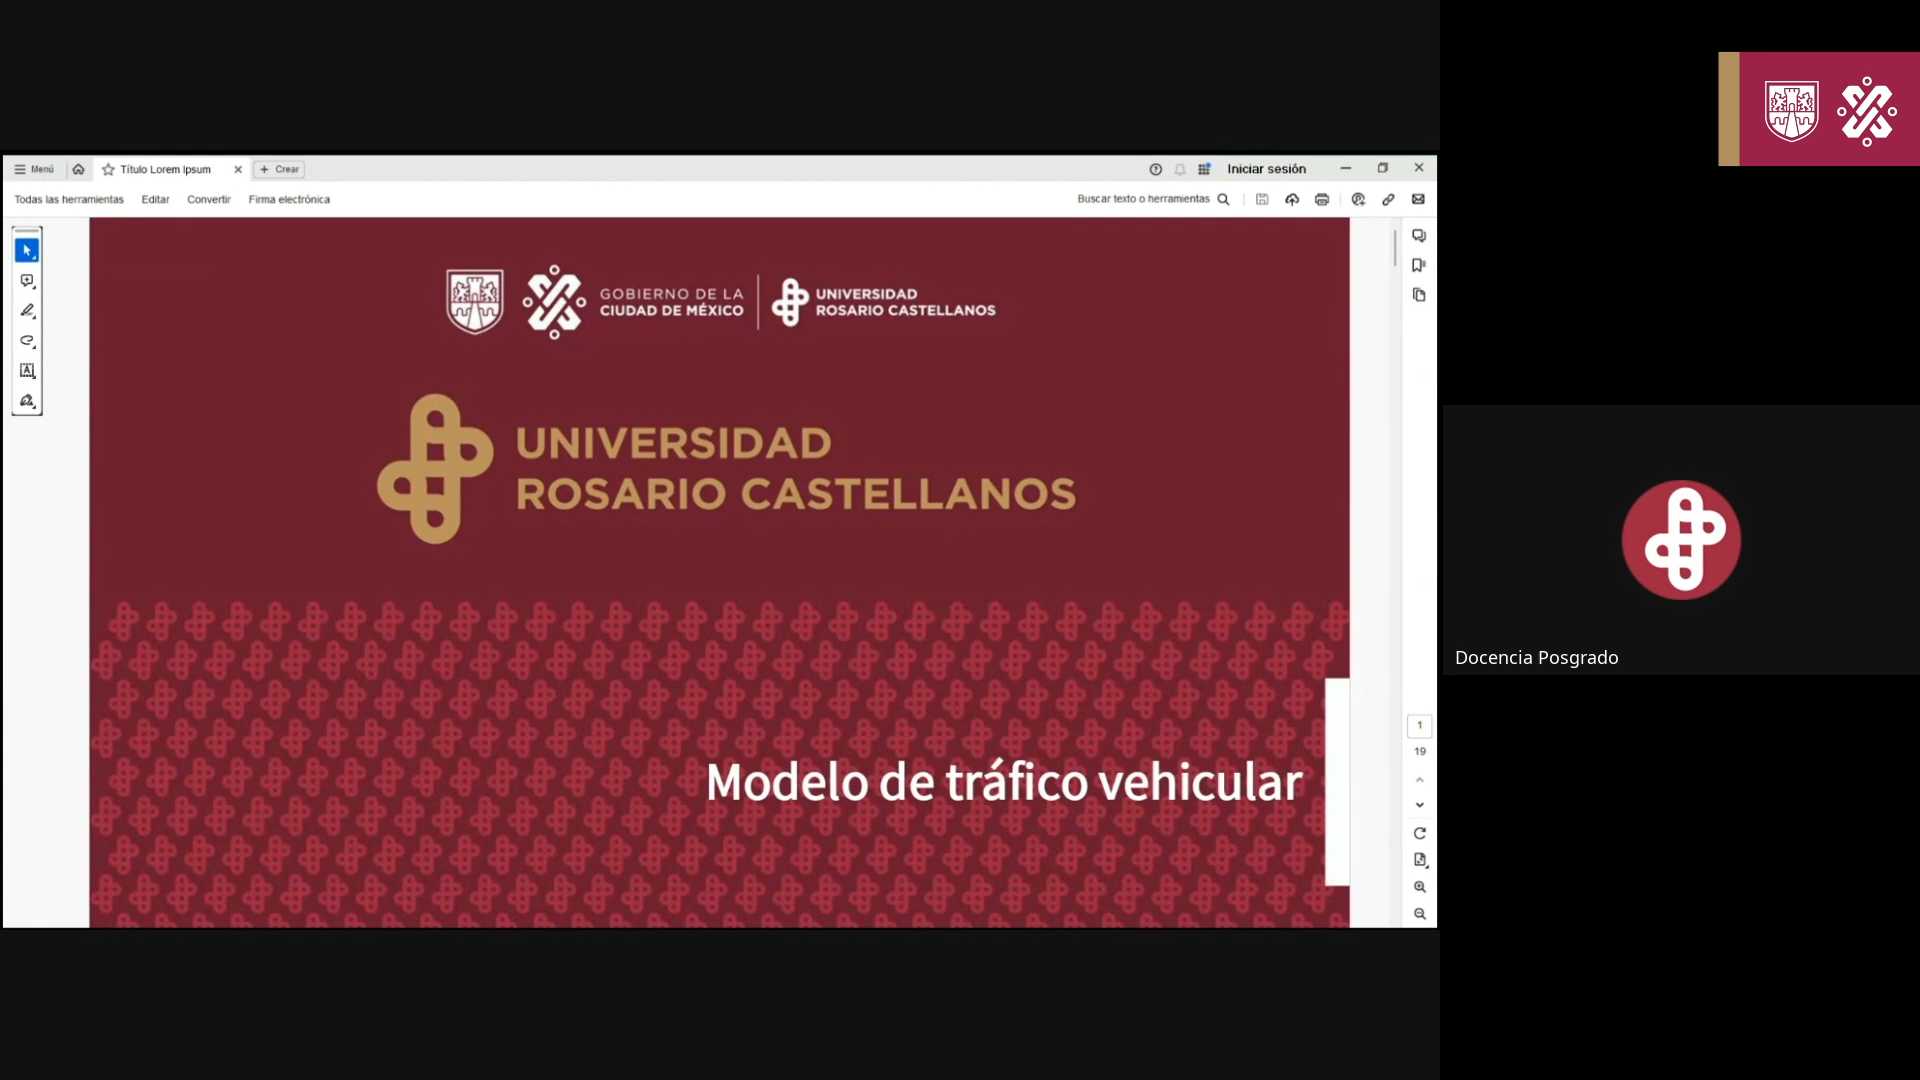 Menú
Título Lorem Ipsum
Crear
Iniciar sesión
Todas las herramientas
Editar
Convertir
Firma electrónica
Buscar texto o herramientas
GOBIERNO DE LA
CIUDAD DE MÉXICO
UNIVERSIDAD
ROSARIO CASTELLANOS
UNIVERSIDAD
ROSARIO CASTELLANOS
Modelo de tráfico vehicular
1
19
Docencia Posgrado